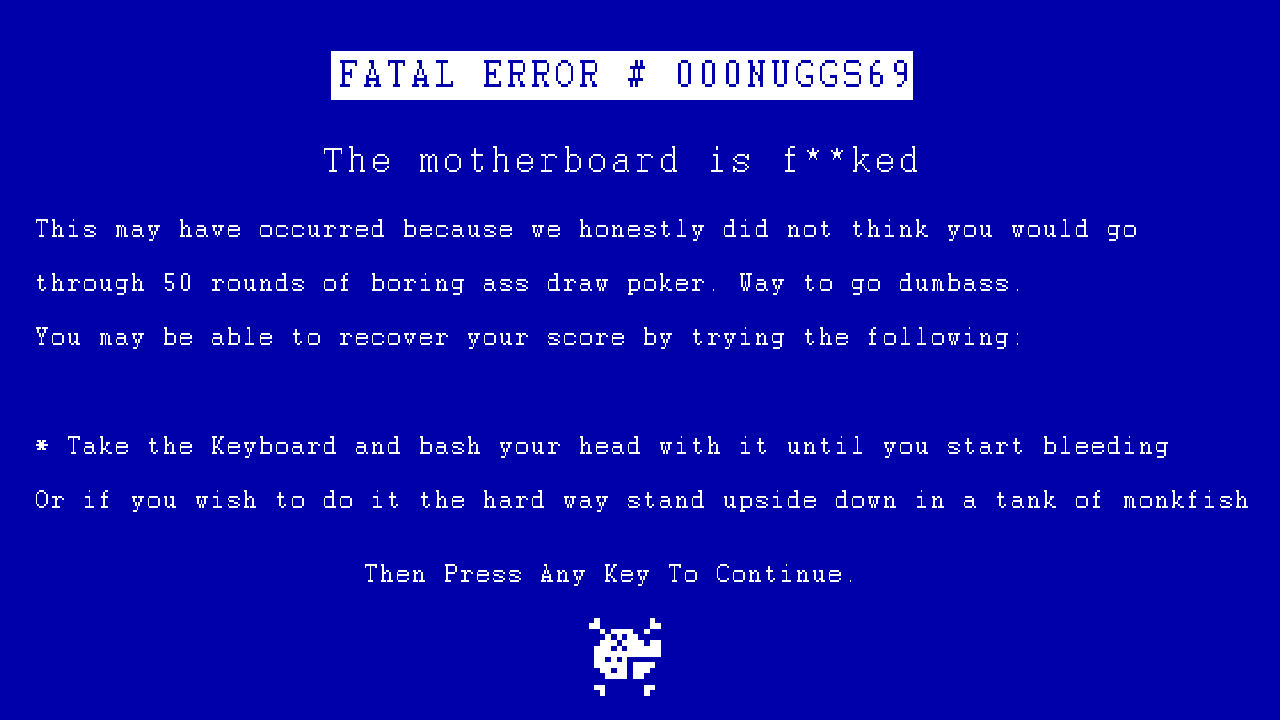 FATAL ERROR # 000NUGGS69
The motherboard is f**ked
This may have occurred because we honestly did not think you would go
through 50 rounds of boring ass draw poker. Way to go dumbass.
You may be able to recover your score by trying the following:
* Take the Keyboard and bash your head with it until you start bleeding
Or if you wish to do it the hard way stand upside down in a tank of monkfish
Then Press Any Key To Continue.